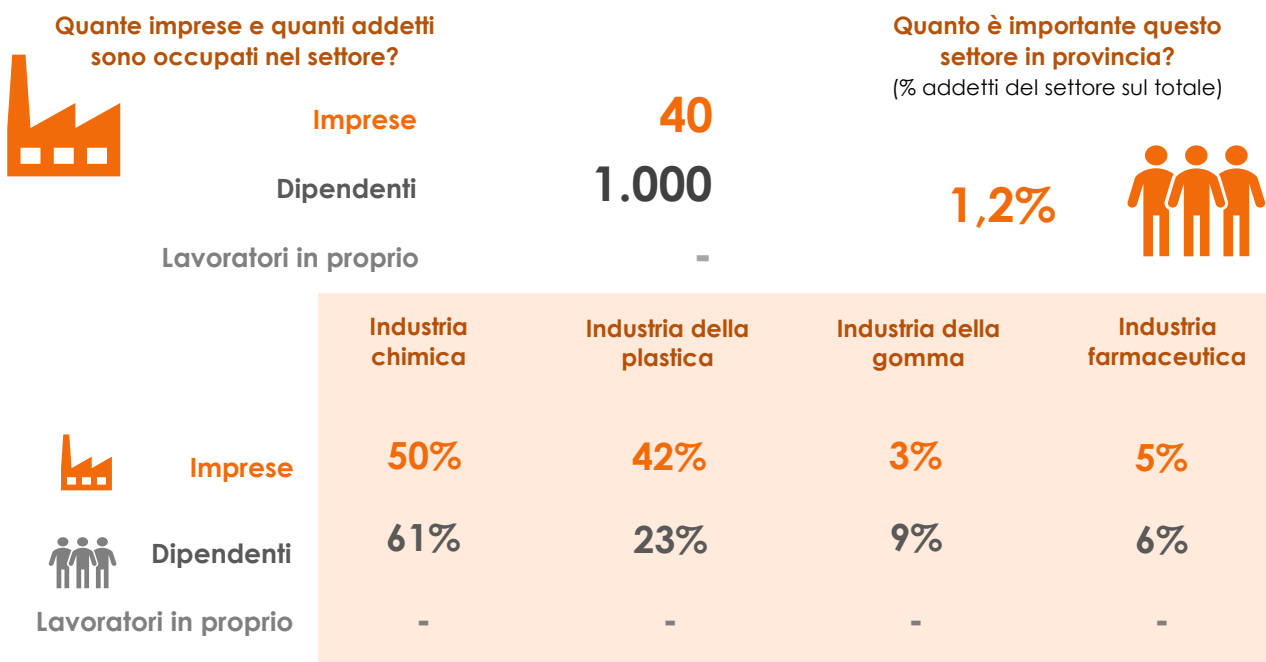 Quante imprese e quanti addetti
sono occupati nel settore?
Quanto è importante questo
settore in provincia?
(% addetti del settore sul totale)
Imprese 40
Dipendenti 1.000
Lavoratori in proprio -
1,2%
Industria
chimica
Industria della
plastica
Industria della
gomma
Industria
farmaceutica
Imprese 50% 42% 3% 5%
Dipendenti 61% 23% 9% 6%
Lavoratori in proprio - - - -